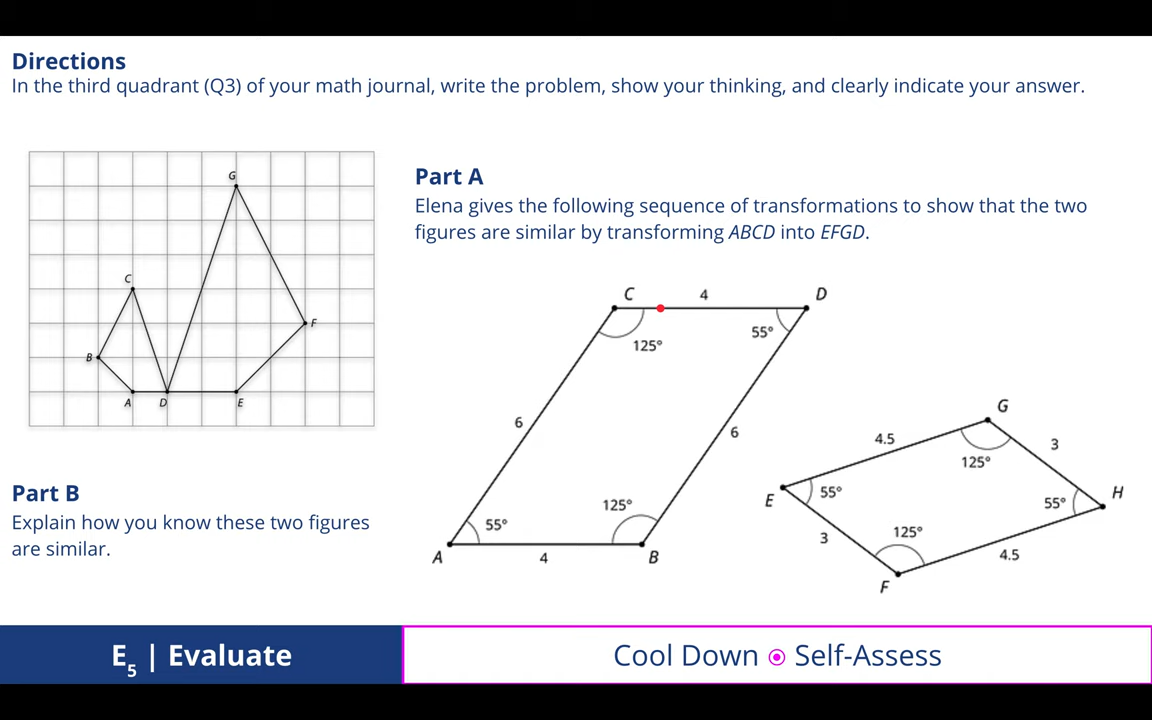 Directions
In the third quadrant (Q3) of your math journal, write the problem, show your thinking, and clearly indicate your answer.
G
C
F
B
A
D
E
Part A
Elena gives the following sequence of transformations to show that the two
figures are similar by transforming ABCD into EFGD.
C
4
D
125°
55°
6
6
55°
125°
A
4
B
G
4.5
3
125°
E
55°
55°
H
3
125°
4.5
F
Part B
Explain how you know these two figures
are similar.
E5 | Evaluate
Cool Down ⦿ Self-Assess